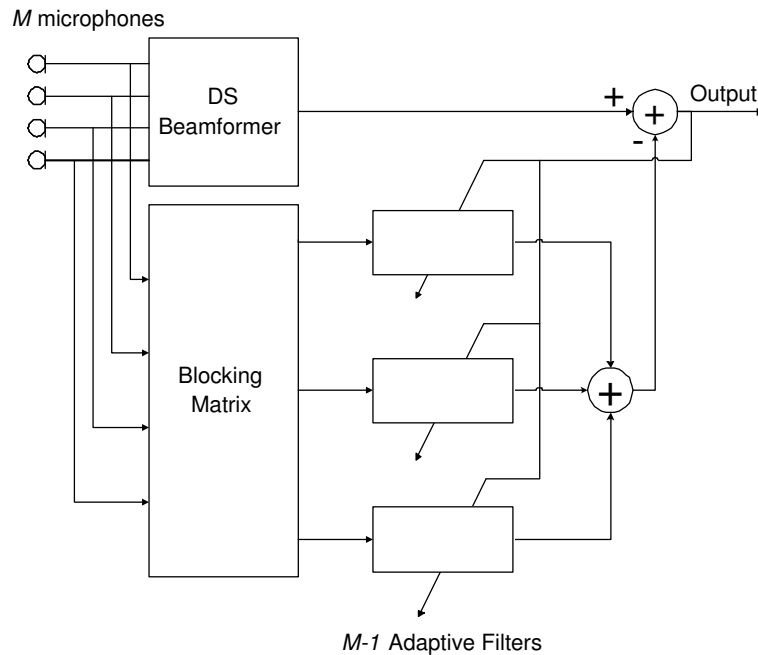 M microphones
DS
Beamformer
+
+
Output
-
Blocking
Matrix
+
M-1 Adaptive Filters